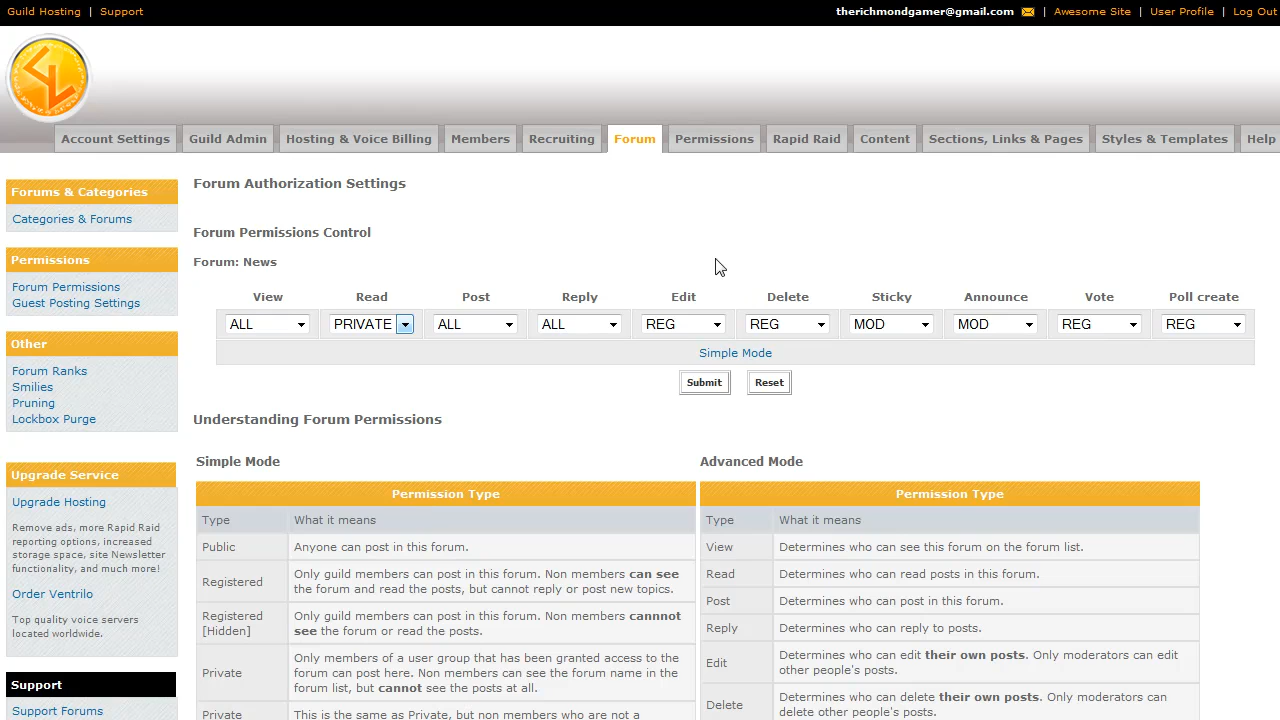 Guild Hosting | Support
therichmondgamer@gmail.com | Awesome Site | User Profile | Log Out
Account Settings
Guild Admin
Hosting & Voice Billing
Members
Recruiting
Forum
Permissions
Rapid Raid
Content
Sections, Links & Pages
Styles & Templates
Help
Forums & Categories
Categories & Forums
Permissions
Forum Permissions
Guest Posting Settings
Other
Forum Ranks
Smilies
Pruning
Lockbox Purge
Upgrade Service
Upgrade Hosting
Remove ads, more Rapid Raid
reporting options, increased
storage space, site Newsletter
functionality, and much more!
Order Ventrilo
Top quality voice servers
located worldwide.
Support
Support Forums
Forum Authorization Settings
Forum Permissions Control
Forum: News
View Read Post Reply Edit Delete Sticky Announce Vote Poll create
ALL PRIVATE ALL ALL REG REG MOD MOD REG REG
Simple Mode
Submit Reset
Understanding Forum Permissions
Simple Mode
Permission Type
Type What it means
Public Anyone can post in this forum.
Registered Only guild members can post in this forum. Non members can see
the forum and read the posts, but cannot reply or post new topics.
Registered Only guild members can post in this forum. Non members cannnot
[Hidden] see the forum or read the posts.
Private Only members of a user group that has been granted access to the
forum can post here. Non members can see the forum name in the
forum list, but cannot see the posts at all.
Private This is the same as Private, but non members who are not a
Advanced Mode
Permission Type
Type What it means
View Determines who can see this forum on the forum list.
Read Determines who can read posts in this forum.
Post Determines who can post in this forum.
Reply Determines who can reply to posts.
Edit Determines who can edit their own posts. Only moderators can edit
other people's posts.
Delete Determines who can delete their own posts. Only moderators can
delete other people's posts.